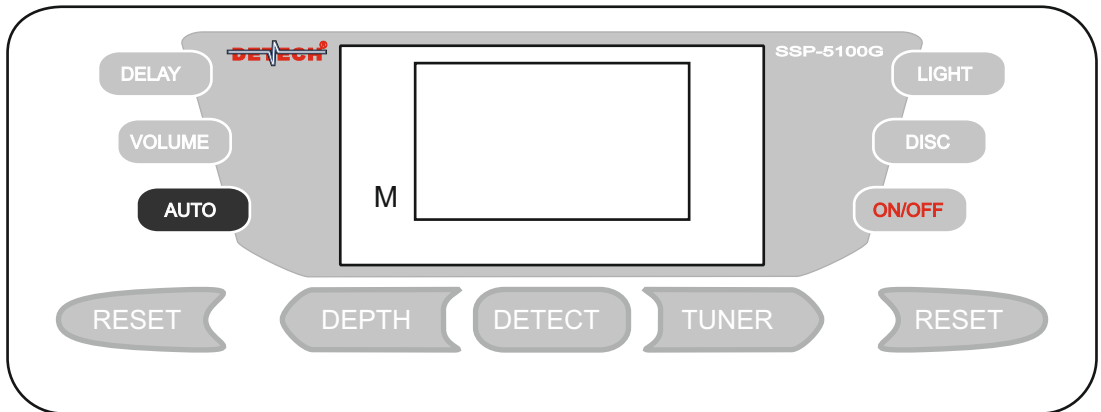 DETECH®
SSP-5100G
DELAY
LIGHT
VOLUME
DISC
M
AUTO
ON/OFF
RESET
DEPTH
DETECT
TUNER
RESET